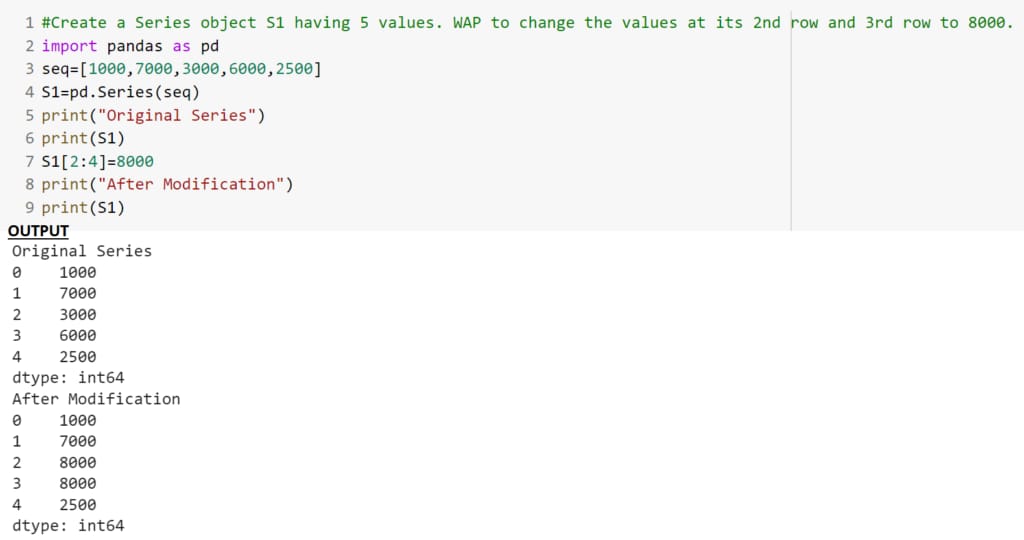 1 #Create a Series object S1 having 5 values. WAP to change the values at its 2nd row and 3rd row to 8000.
2 import pandas as pd
3 seq=[1000,7000,3000,6000,2500]
4 S1=pd.Series(seq)
5 print("Original Series")
6 print(S1)
7 S1[2:4]=8000
8 print("After Modification")
9 print(S1)
OUTPUT
Original Series
0    1000
1    7000
2    3000
3    6000
4    2500
dtype: int64
After Modification
0    1000
1    7000
2    8000
3    8000
4    2500
dtype: int64